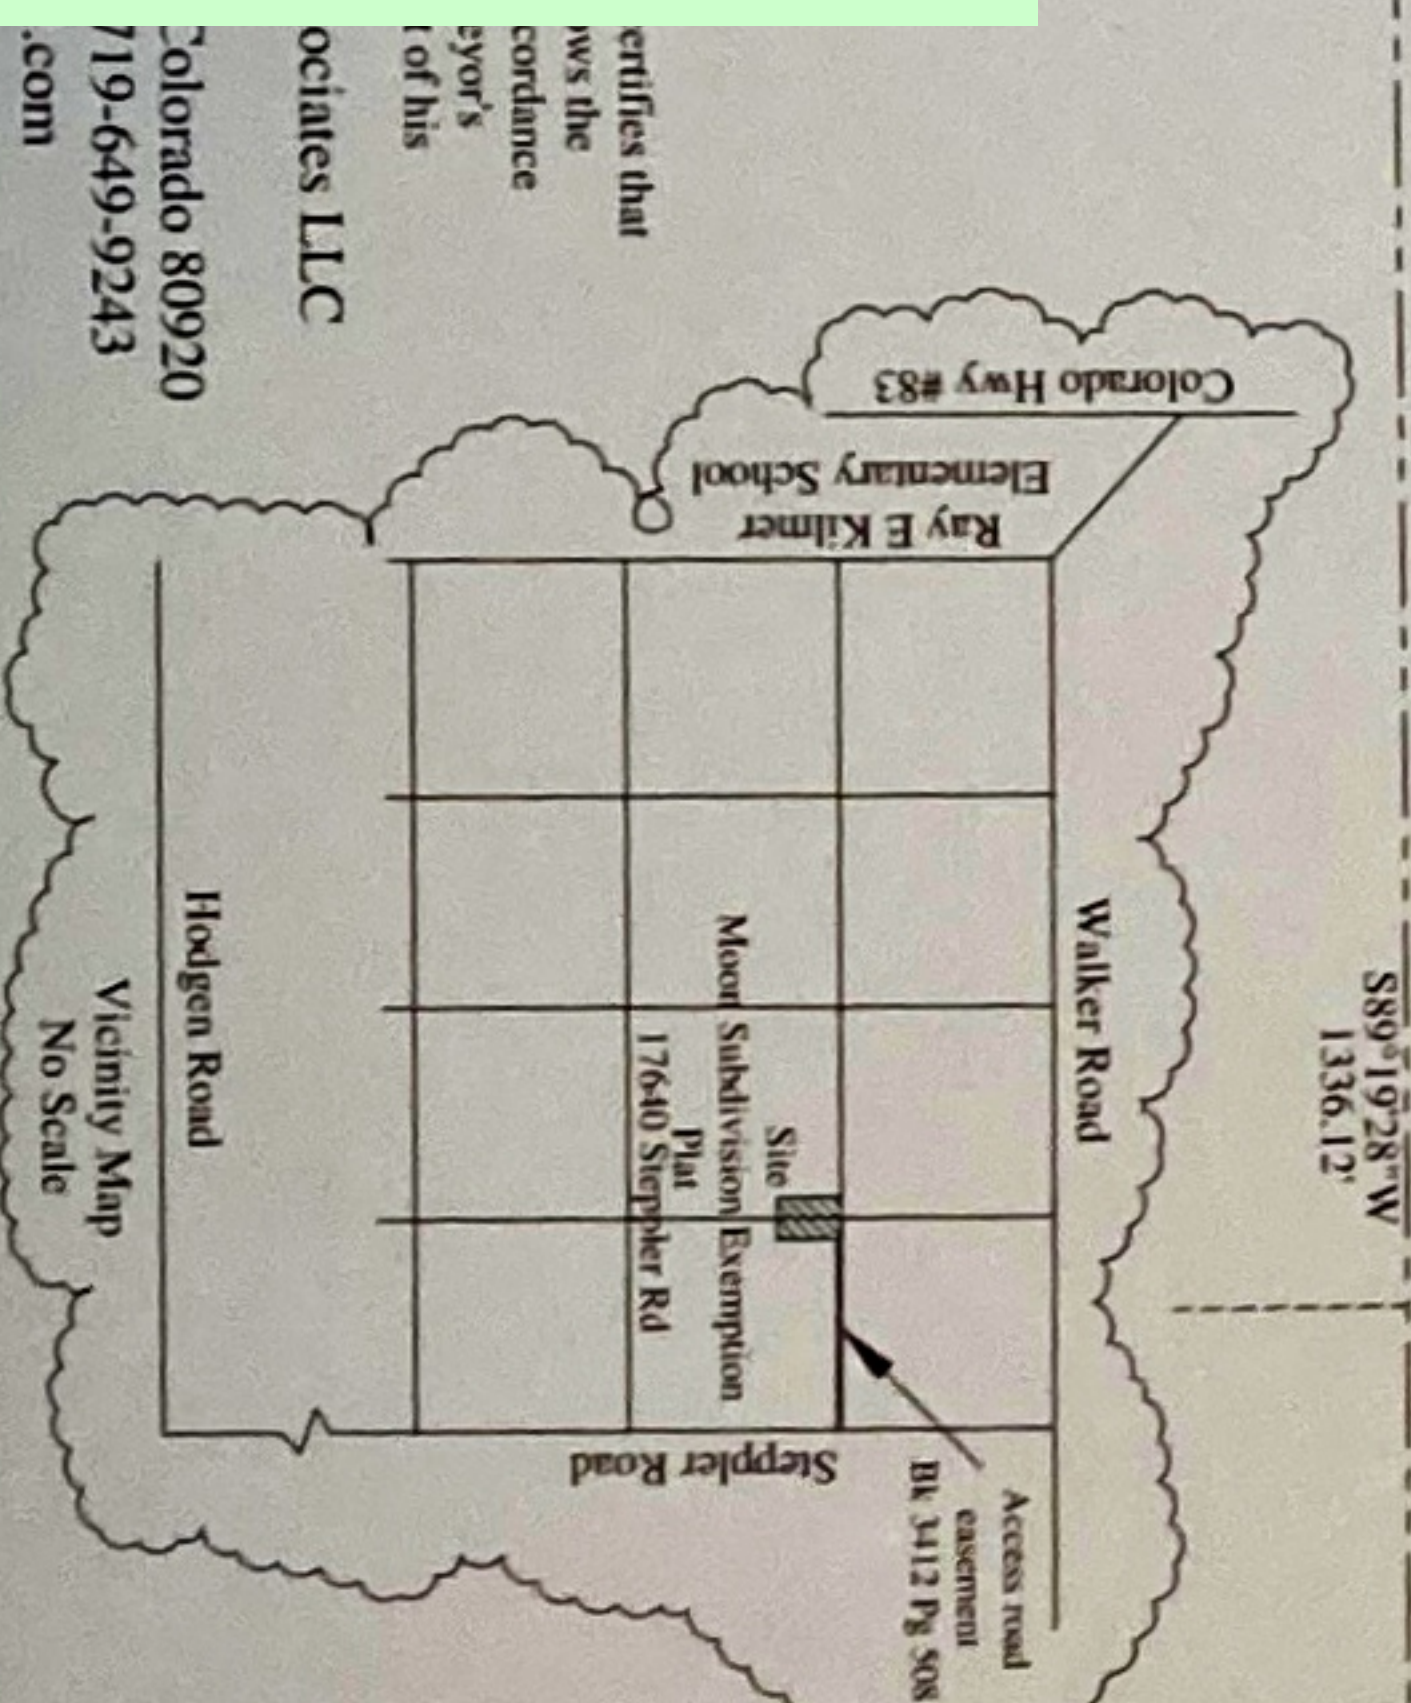 S89°19'28"W
1336.12'
ertifies that
ows the
cordance
eyor's
of his
ociates LLC
Colorado 80920
719-649-9243
.com
Colorado Hwy #83
Ray E Kilmer
Elementary School
Walker Road
Access road
easement
Bk 3412 Pg 508
Site
Moon Subdivision Exemption
Plat
17640 Steppler Rd
Steppler Road
Hodgen Road
Vicinity Map
No Scale